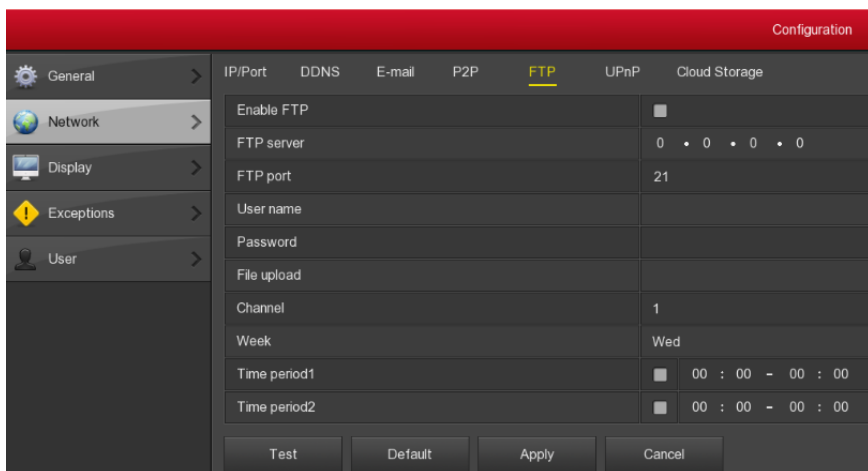 Configuration
General
Network
Display
Exceptions
User
IP/Port DDNS E-mail P2P FTP UPnP Cloud Storage
Enable FTP
FTP server 0 • 0 • 0 • 0
FTP port 21
User name
Password
File upload
Channel 1
Week Wed
Time period1 00 : 00 - 00 : 00
Time period2 00 : 00 - 00 : 00
Test Default Apply Cancel